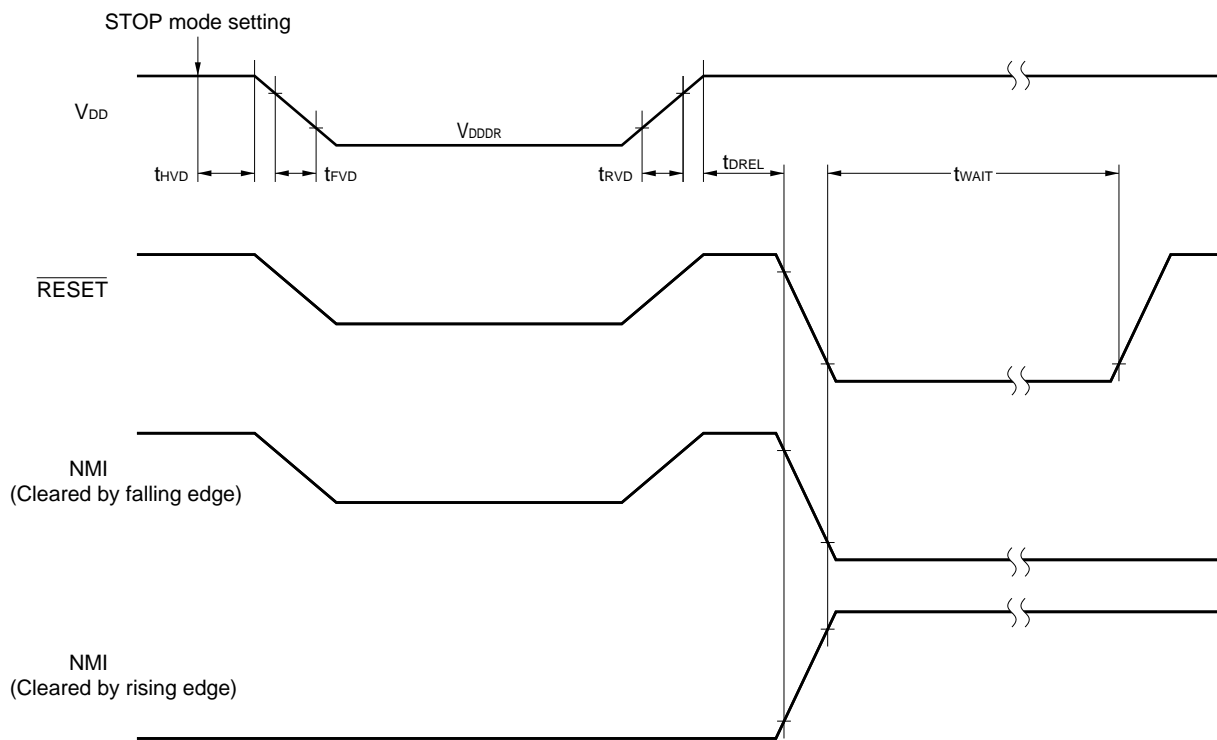 STOP mode setting
VDD
VDDDR
tHVD
tFVD
tRVD
tDREL
tWAIT
RESET
NMI
(Cleared by falling edge)
NMI
(Cleared by rising edge)